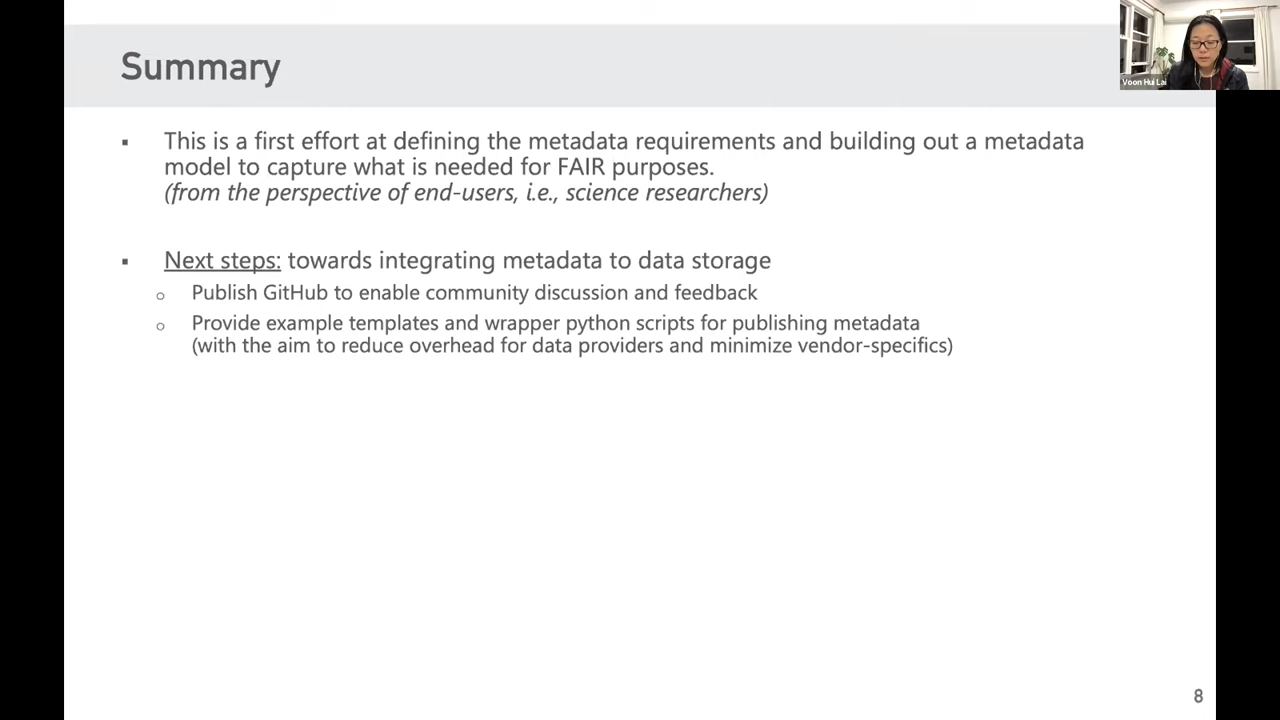 Summary
Voon Hui Lai
▪ This is a first effort at defining the metadata requirements and building out a metadata
model to capture what is needed for FAIR purposes.
(from the perspective of end-users, i.e., science researchers)
▪ Next steps: towards integrating metadata to data storage
o Publish GitHub to enable community discussion and feedback
o Provide example templates and wrapper python scripts for publishing metadata
(with the aim to reduce overhead for data providers and minimize vendor-specifics)
8